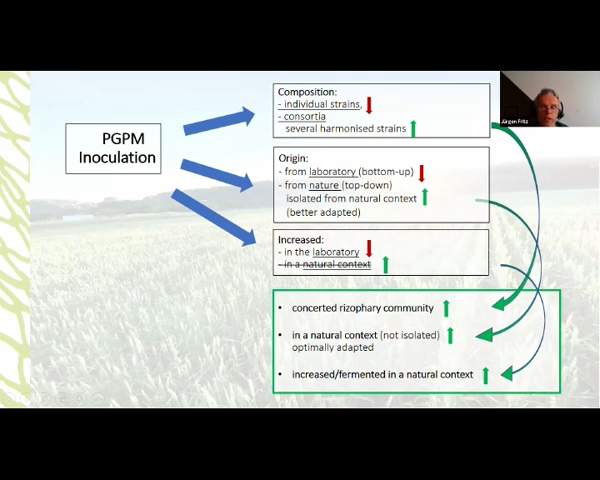 PGPM
Inoculation
Composition:
- individual strains,
- consortia
several harmonised strains
Origin:
- from laboratory (bottom-up)
- from nature (top-down)
isolated from natural context
(better adapted)
Increased:
- in the laboratory
- in a natural context
• concerted rizophary community
• in a natural context (not isolated)
optimally adapted
• increased/fermented in a natural context
Jürgen Fritz